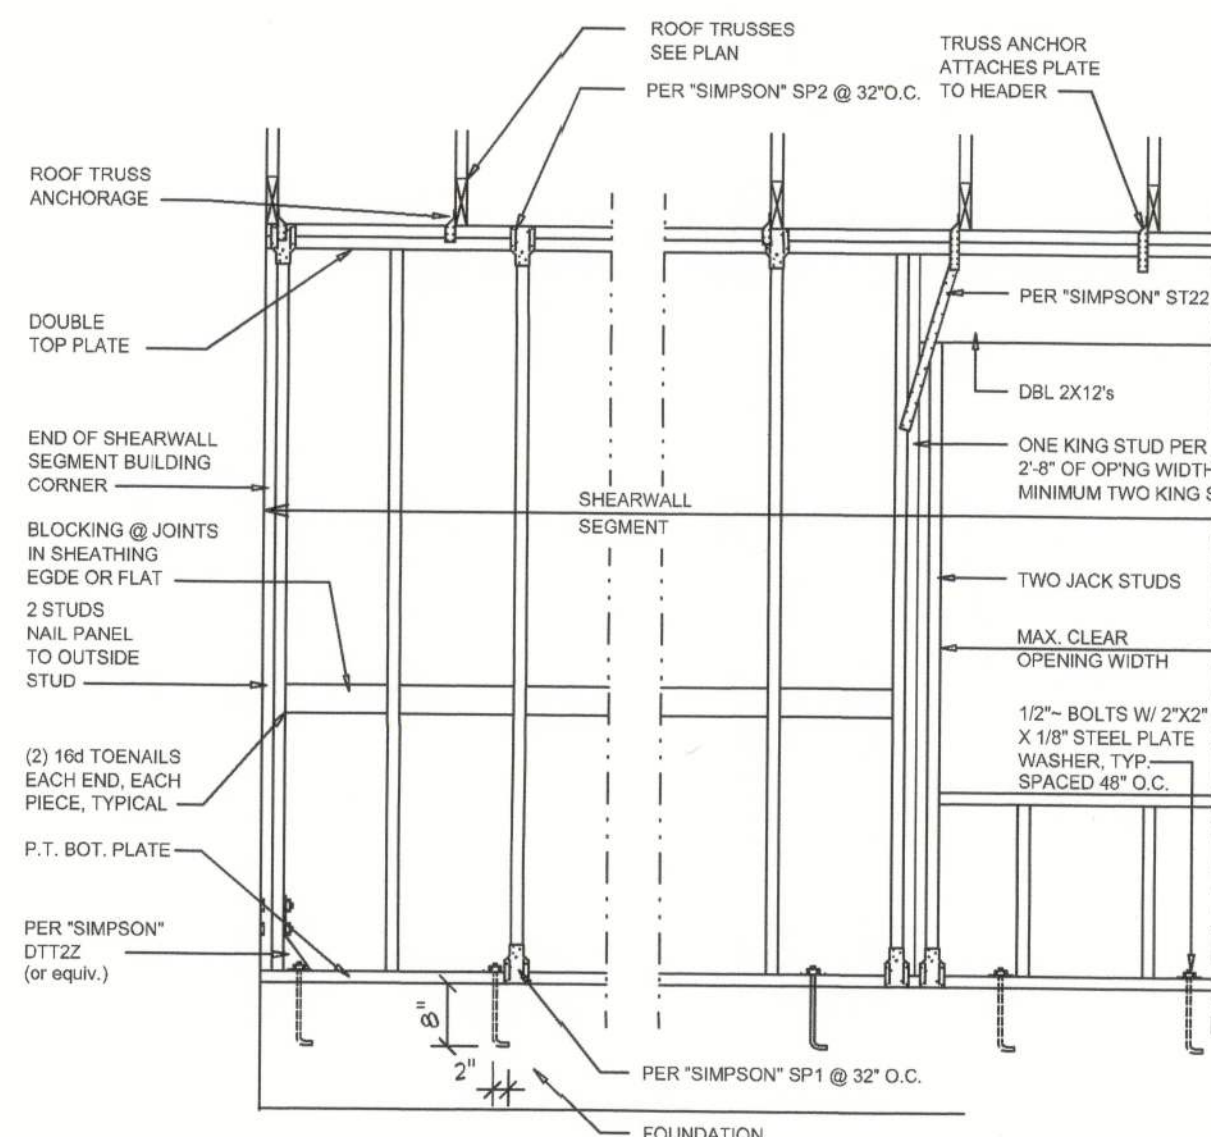 ROOF TRUSSES
SEE PLAN
TRUSS ANCHOR
ATTACHES PLATE
TO HEADER
PER "SIMPSON" SP2 @ 32"O.C.
ROOF TRUSS
ANCHORAGE
PER "SIMPSON" ST22
DOUBLE
TOP PLATE
DBL 2X12's
END OF SHEARWALL
SEGMENT BUILDING
CORNER
ONE KING STUD PER
2'-8" OF OP'NG WIDTH
MINIMUM TWO KING S
SHEARWALL
SEGMENT
BLOCKING @ JOINTS
IN SHEATHING
EGDE OR FLAT
TWO JACK STUDS
2 STUDS
NAIL PANEL
TO OUTSIDE
STUD
MAX. CLEAR
OPENING WIDTH
1/2"~ BOLTS W/ 2"X2"
X 1/8" STEEL PLATE
WASHER, TYP.
SPACED 48" O.C.
(2) 16d TOENAILS
EACH END, EACH
PIECE, TYPICAL
P.T. BOT. PLATE
PER "SIMPSON"
DTT2Z
(or equiv.)
8"
2"
PER "SIMPSON" SP1 @ 32" O.C.
FOUNDATION